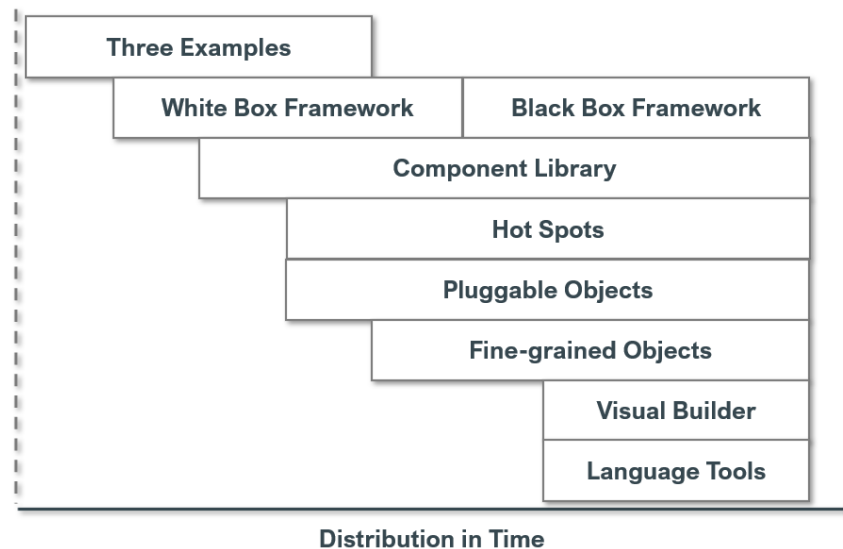 Three Examples
White Box Framework
Black Box Framework
Component Library
Hot Spots
Pluggable Objects
Fine-grained Objects
Visual Builder
Language Tools
Distribution in Time